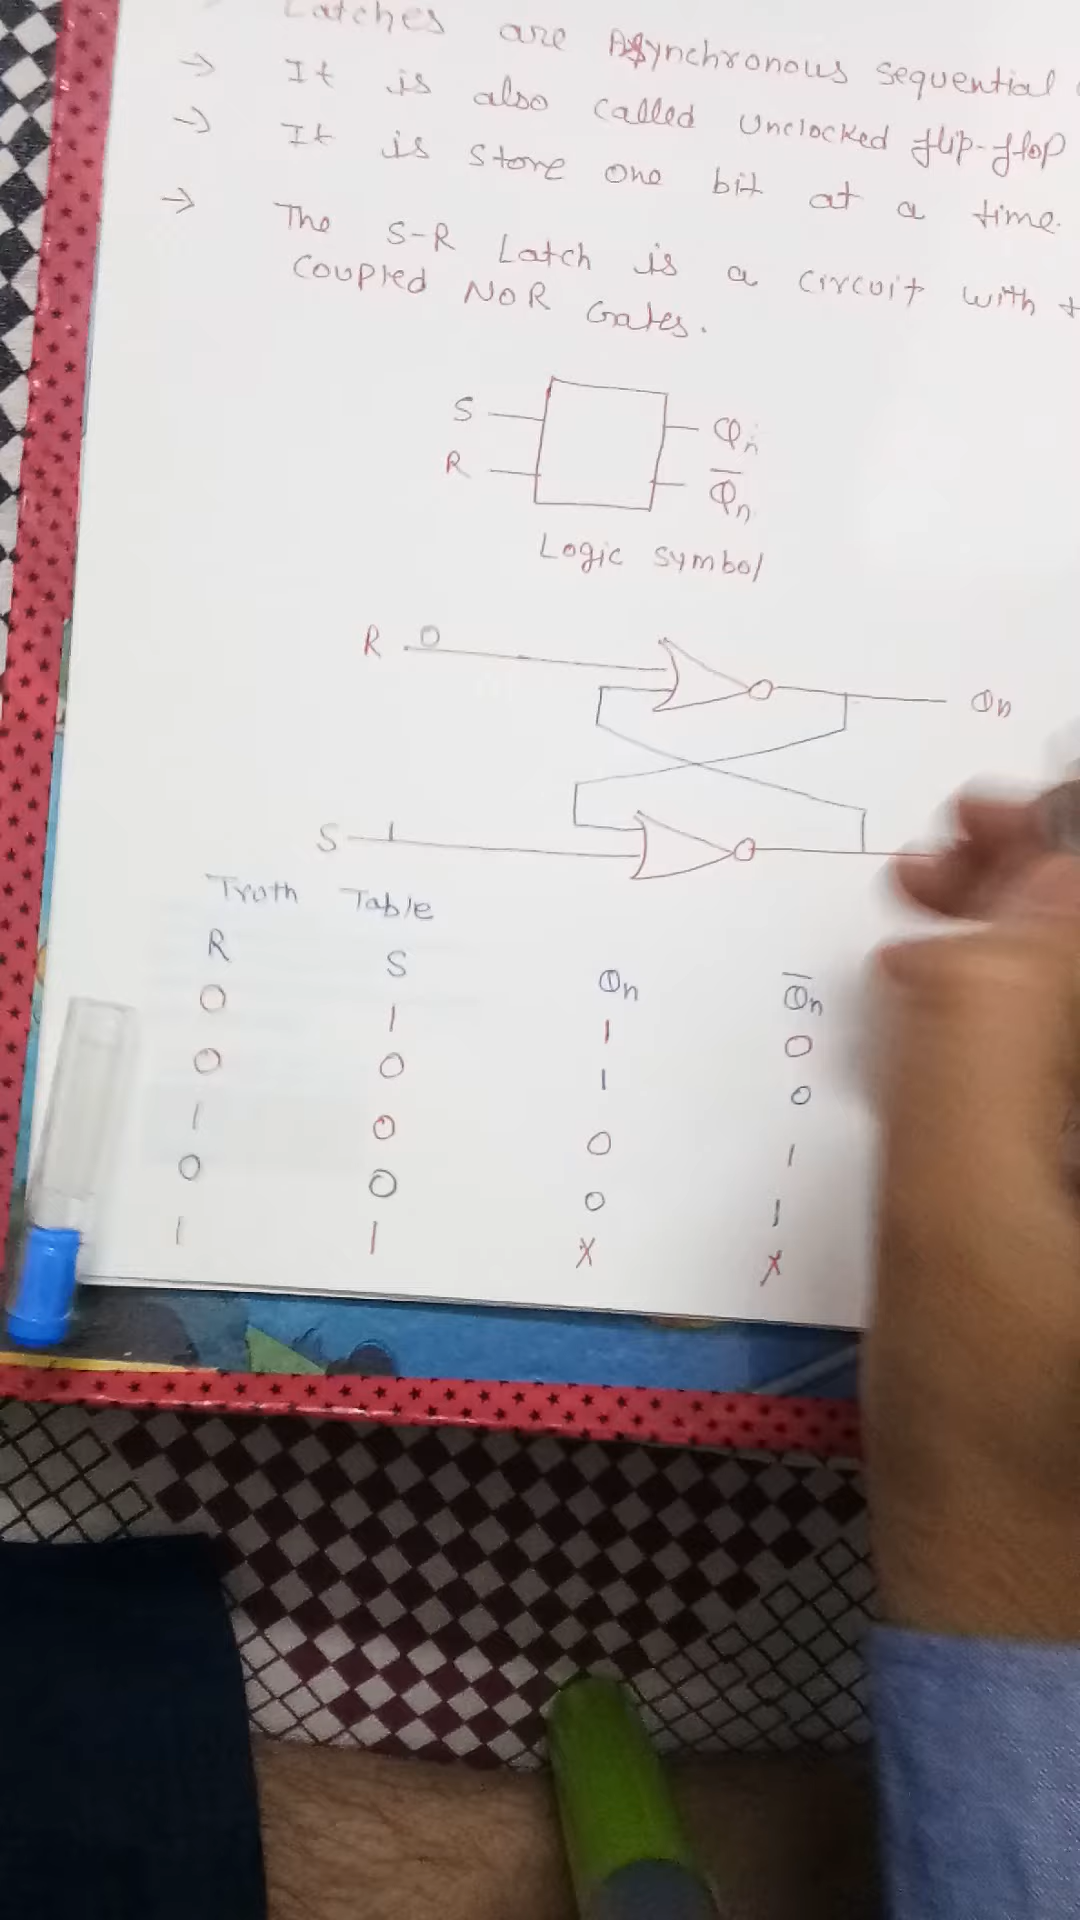 Latches are Asynchronous sequential
→ It is also called Unclocked flip-flop
→ It is store one bit at a time.
→ The S-R Latch is a circuit with
coupled NOR Gates.
S Qn
R Q̅n
Logic symbol
R 0 Qn
S 1
Truth Table
R S Qn Q̅n
0 1 1 0
0 0 1 0
1 0 0 1
0 0 0 1
1 1 X X